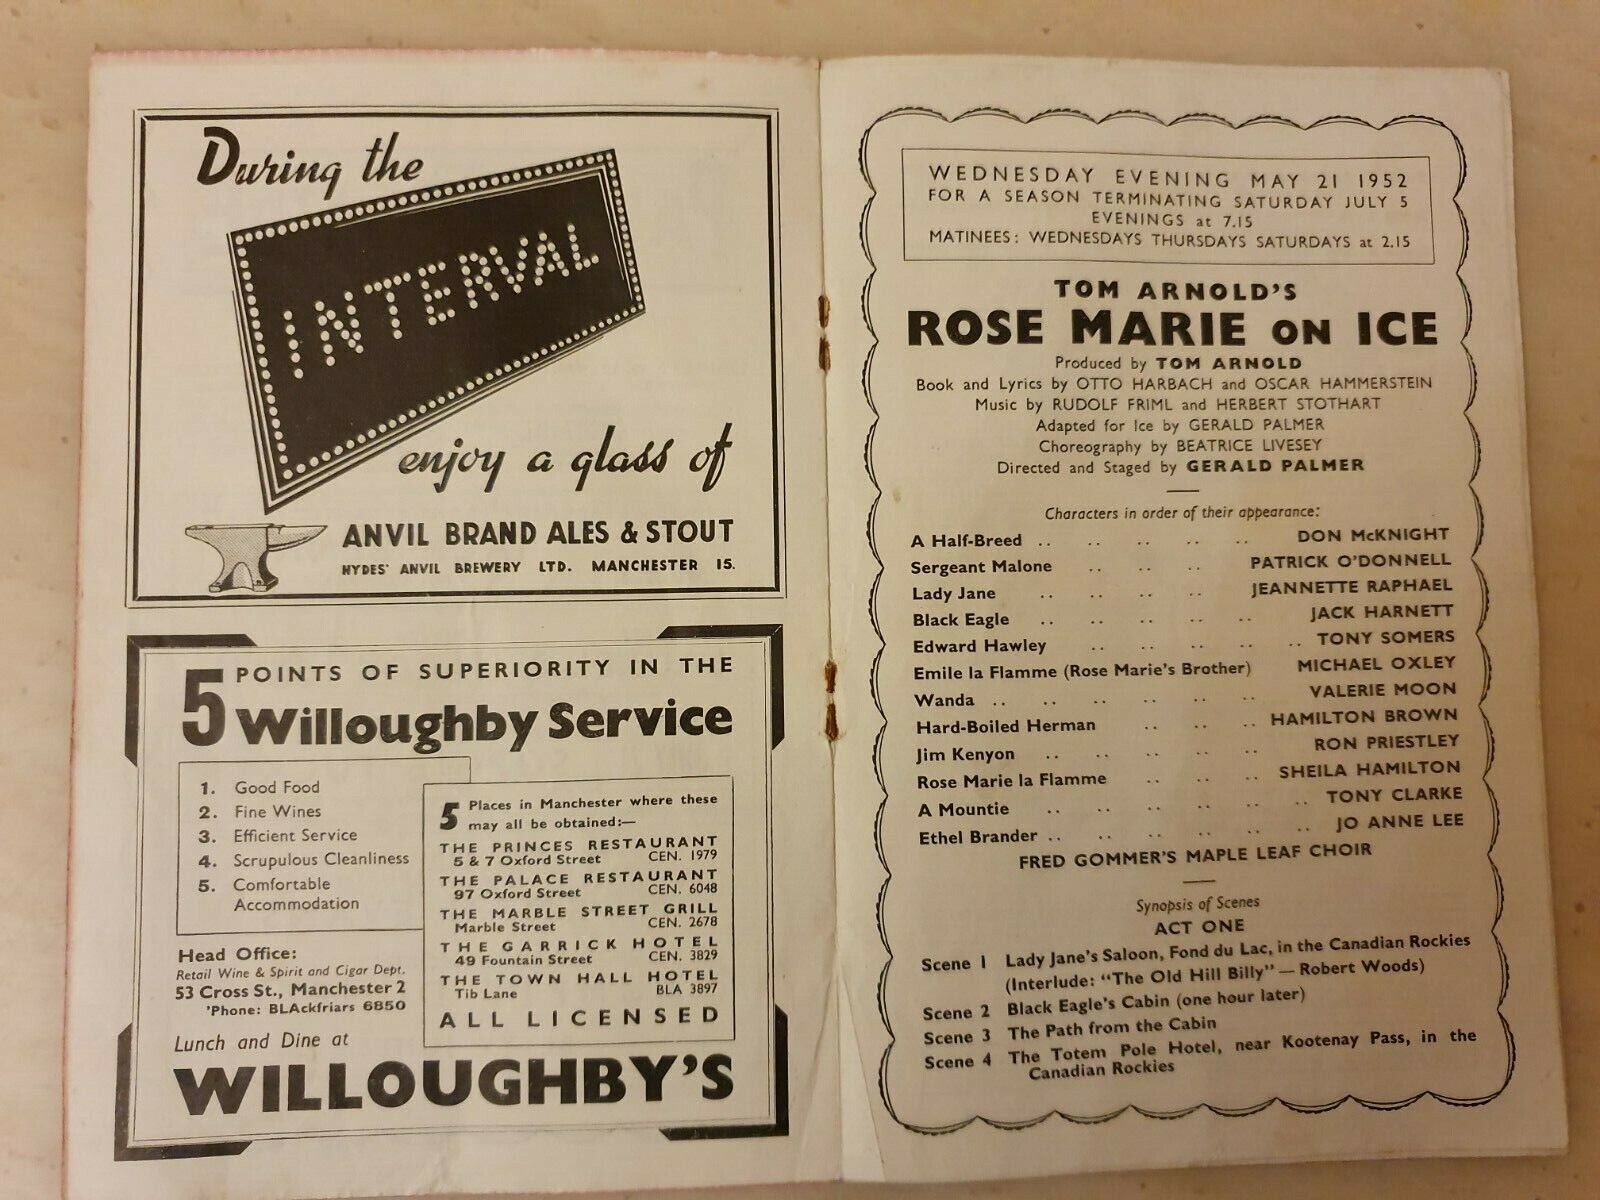 During the
INTERVAL
enjoy a glass of
ANVIL BRAND ALES & STOUT
HYDES' ANVIL BREWERY LTD. MANCHESTER 15.
5 POINTS OF SUPERIORITY IN THE
Willoughby Service
1. Good Food
2. Fine Wines
3. Efficient Service
4. Scrupulous Cleanliness
5. Comfortable
Accommodation
5 Places in Manchester where these
may all be obtained:—
THE PRINCES RESTAURANT
5 & 7 Oxford Street CEN. 1979
THE PALACE RESTAURANT
97 Oxford Street CEN. 6048
THE MARBLE STREET GRILL
Marble Street CEN. 2678
THE GARRICK HOTEL
49 Fountain Street CEN. 3829
THE TOWN HALL HOTEL
Tib Lane BLA 3897
ALL LICENSED
Head Office:
Retail Wine & Spirit and Cigar Dept.
53 Cross St., Manchester 2
'Phone: BLAckfriars 6850
Lunch and Dine at
WILLOUGHBY'S
WEDNESDAY EVENING MAY 21 1952
FOR A SEASON TERMINATING SATURDAY JULY 5
EVENINGS at 7.15
MATINEES: WEDNESDAYS THURSDAYS SATURDAYS at 2.15
TOM ARNOLD'S
ROSE MARIE ON ICE
Produced by TOM ARNOLD
Book and Lyrics by OTTO HARBACH and OSCAR HAMMERSTEIN
Music by RUDOLF FRIML and HERBERT STOTHART
Adapted for Ice by GERALD PALMER
Choreography by BEATRICE LIVESEY
Directed and Staged by GERALD PALMER
Characters in order of their appearance:
A Half-Breed .. .. .. .. .. DON McKNIGHT
Sergeant Malone .. .. .. PATRICK O'DONNELL
Lady Jane .. .. .. .. JEANNETTE RAPHAEL
Black Eagle .. .. .. .. .. JACK HARNETT
Edward Hawley .. .. .. .. .. TONY SOMERS
Emile la Flamme (Rose Marie's Brother) MICHAEL OXLEY
Wanda .. .. .. .. .. .. VALERIE MOON
Hard-Boiled Herman .. .. .. HAMILTON BROWN
Jim Kenyon .. .. .. .. .. RON PRIESTLEY
Rose Marie la Flamme .. .. .. SHEILA HAMILTON
A Mountie .. .. .. .. .. .. TONY CLARKE
Ethel Brander .. .. .. .. .. .. JO ANNE LEE
FRED GOMMER'S MAPLE LEAF CHOIR
Synopsis of Scenes
ACT ONE
Scene 1 Lady Jane's Saloon, Fond du Lac, in the Canadian Rockies
(Interlude: "The Old Hill Billy" — Robert Woods)
Scene 2 Black Eagle's Cabin (one hour later)
Scene 3 The Path from the Cabin
Scene 4 The Totem Pole Hotel, near Kootenay Pass, in the
Canadian Rockies